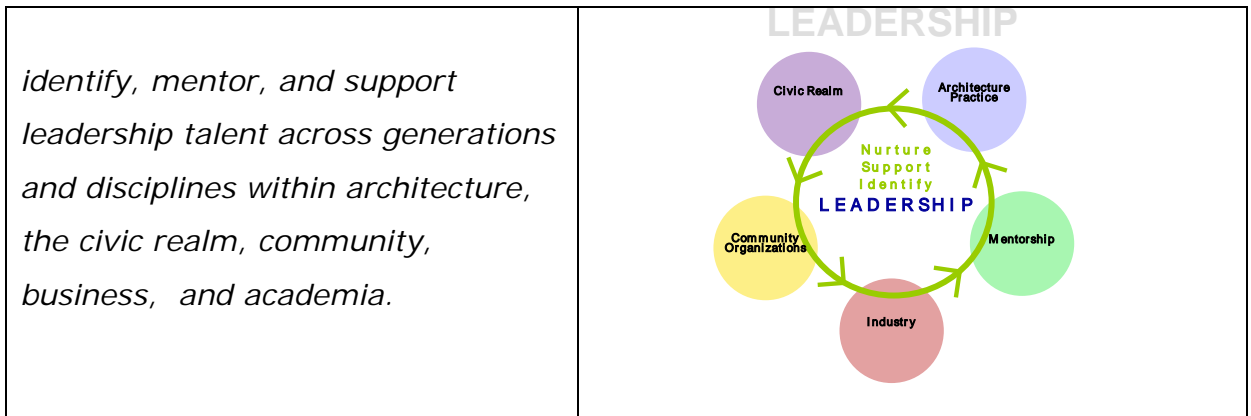 identify, mentor, and support
leadership talent across generations
and disciplines within architecture,
the civic realm, community,
business, and academia.
LEADERSHIP
Civic Realm
Architecture
Practice
Nurture
Support
Identify
LEADERSHIP
Community
Organizations
Mentorship
Industry